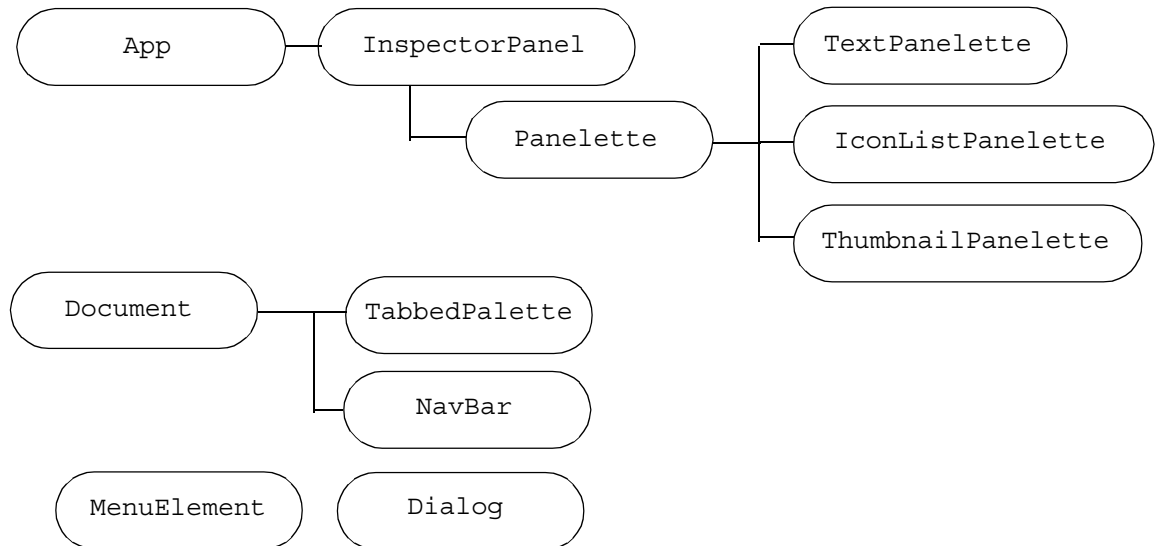 App
InspectorPanel
TextPanelette
Panelette
IconListPanelette
ThumbnailPanelette
Document
TabbedPalette
NavBar
MenuElement
Dialog